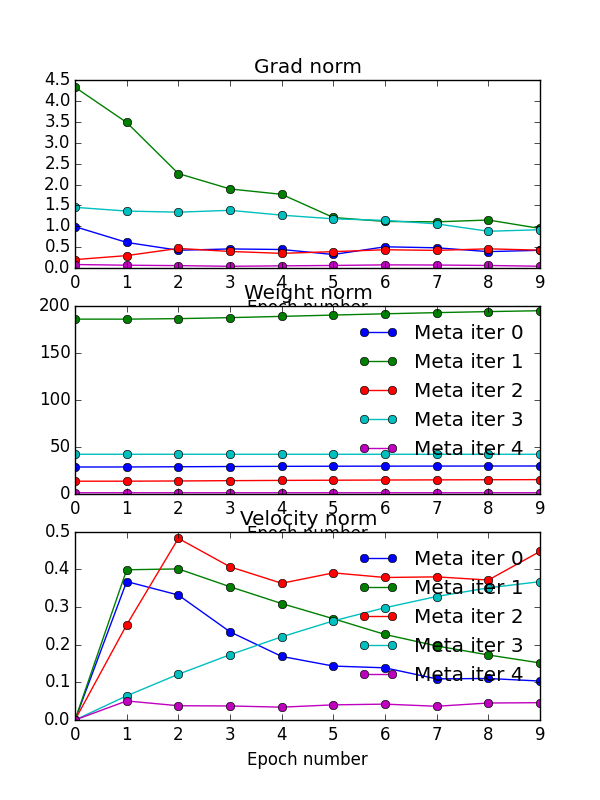 Grad norm
4.5
4.0
3.5
3.0
2.5
2.0
1.5
1.0
0.5
0.0
0 1 2 3 4 5 6 7 8 9
Epoch number
Weight norm
200
150
100
50
0
Meta iter 0
Meta iter 1
Meta iter 2
Meta iter 3
Meta iter 4
0 1 2 3 4 5 6 7 8 9
Epoch number
Velocity norm
0.5
0.4
0.3
0.2
0.1
0.0
Meta iter 0
Meta iter 1
Meta iter 2
Meta iter 3
Meta iter 4
0 1 2 3 4 5 6 7 8 9
Epoch number